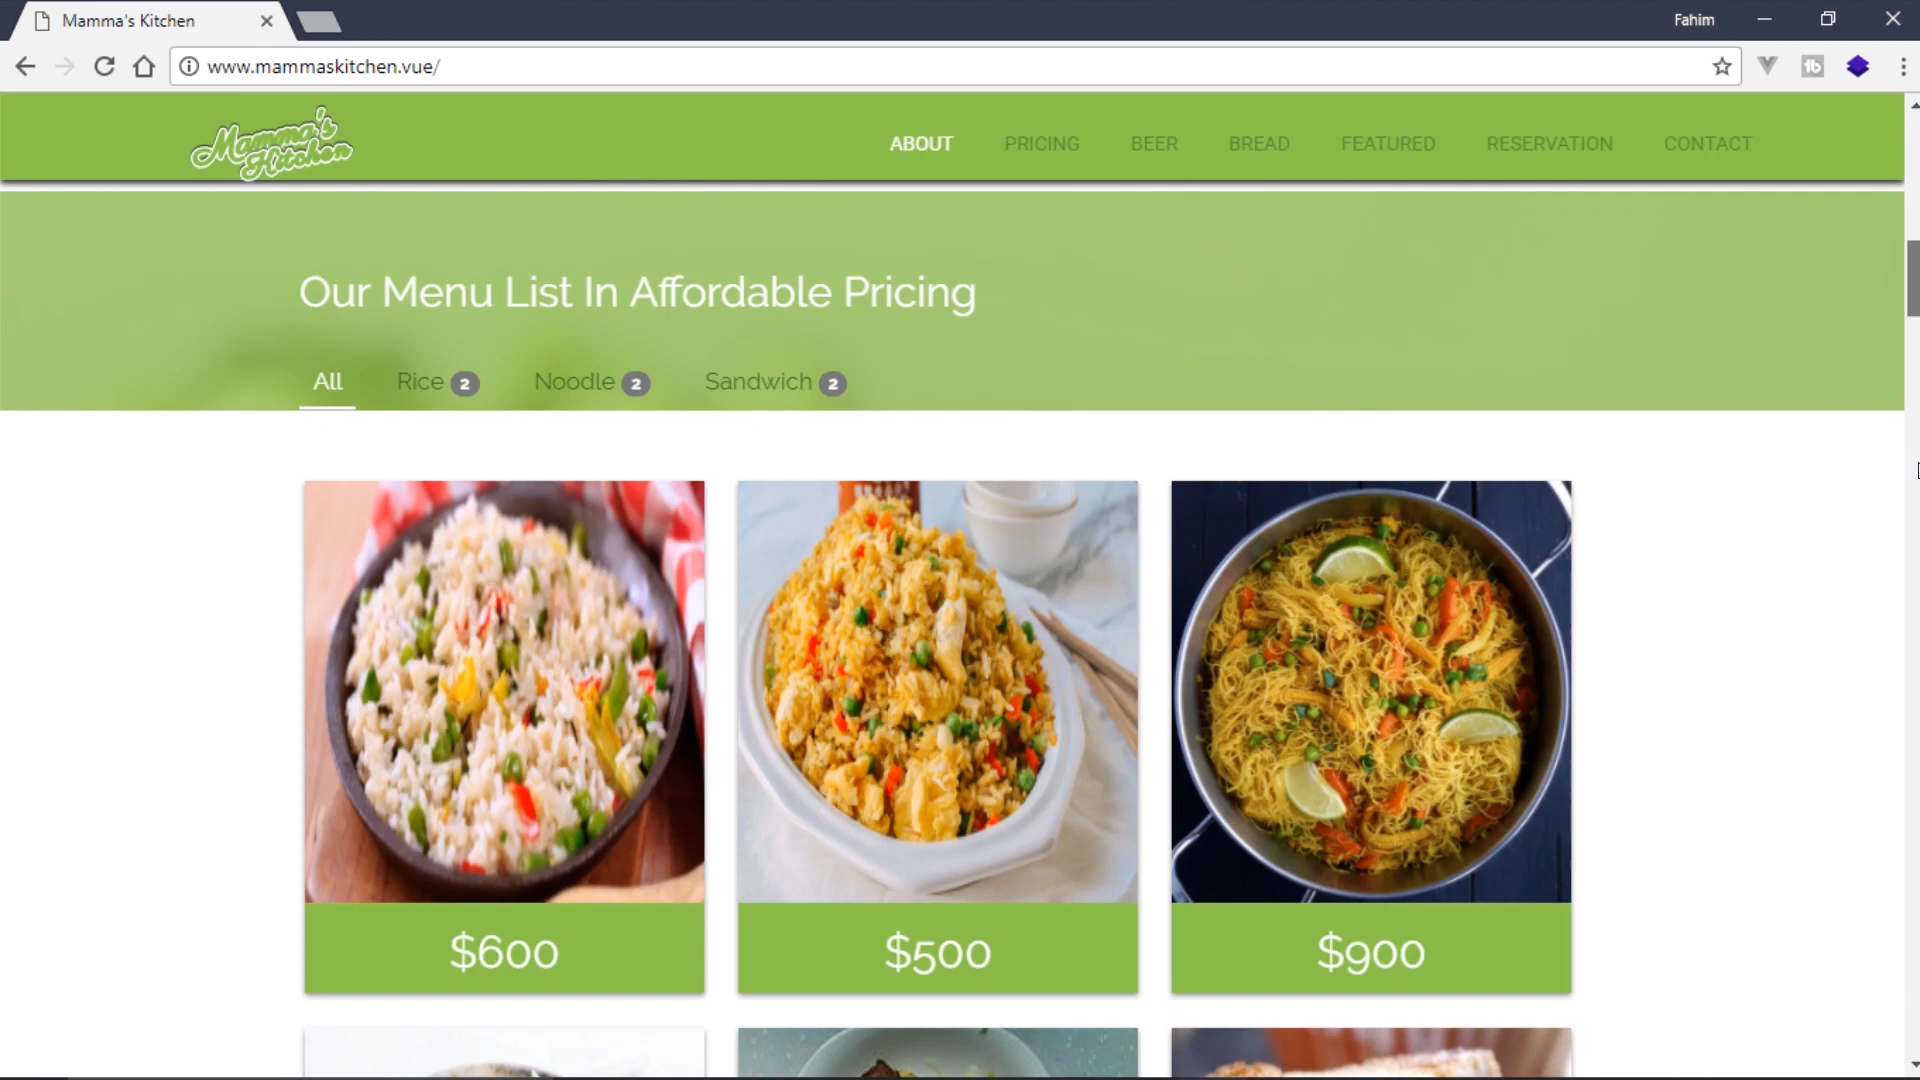 Mamma's Kitchen
Fahim
www.mammaskitchen.vue/
Mamma's
Kitchen
ABOUT PRICING BEER BREAD FEATURED RESERVATION CONTACT
Our Menu List In Affordable Pricing
All Rice 2 Noodle 2 Sandwich 2
$600 $500 $900